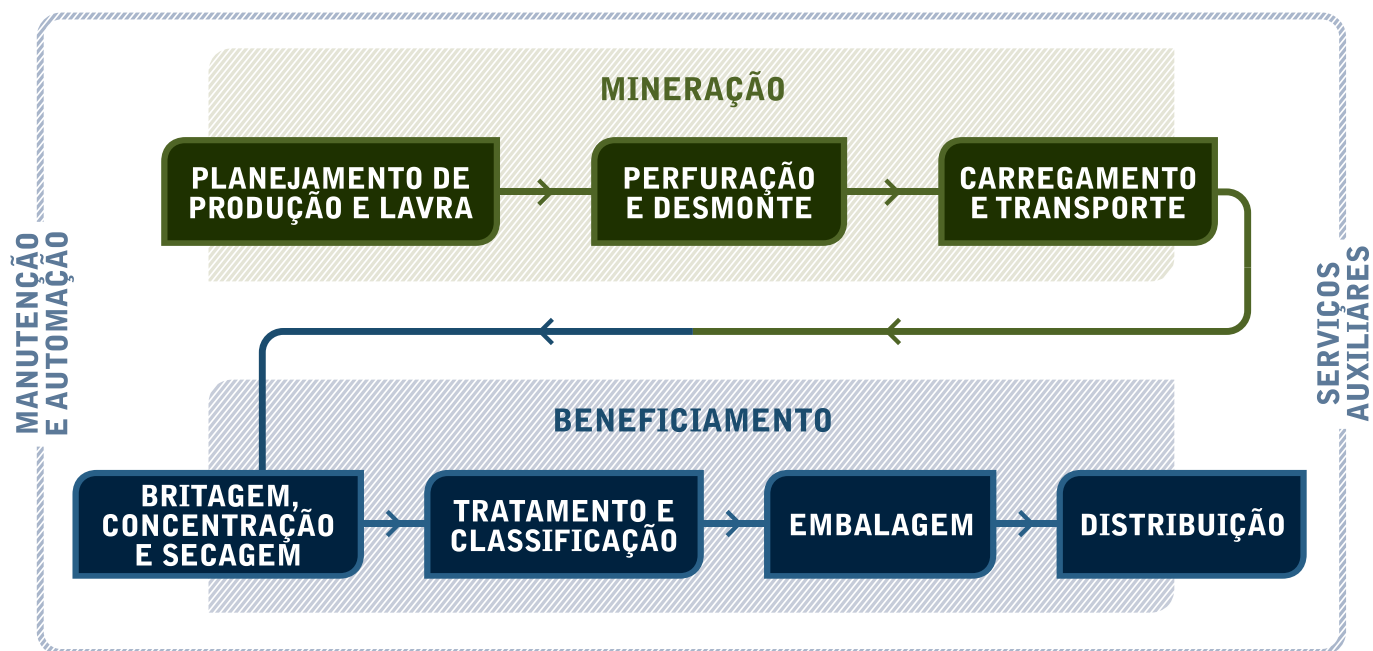 MINERAÇÃO
PLANEJAMENTO DE
PRODUÇÃO E LAVRA
PERFURAÇÃO
E DESMONTE
CARREGAMENTO
E TRANSPORTE
MANUTENÇÃO
E AUTOMAÇÃO
SERVIÇOS
AUXILIÁRES
BENEFICIAMENTO
BRITAGEM,
CONCENTRAÇÃO
E SECAGEM
TRATAMENTO E
CLASSIFICAÇÃO
EMBALAGEM
DISTRIBUIÇÃO